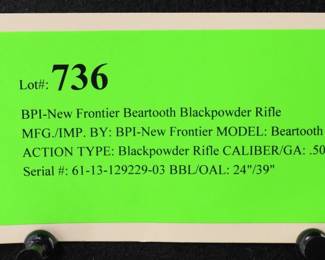 Lot#: 736
BPI-New Frontier Beartooth Blackpowder Rifle
MFG./IMP. BY: BPI-New Frontier MODEL: Beartooth
ACTION TYPE: Blackpowder Rifle CALIBER/GA: .50
Serial #: 61-13-129229-03 BBL/OAL: 24"/39"